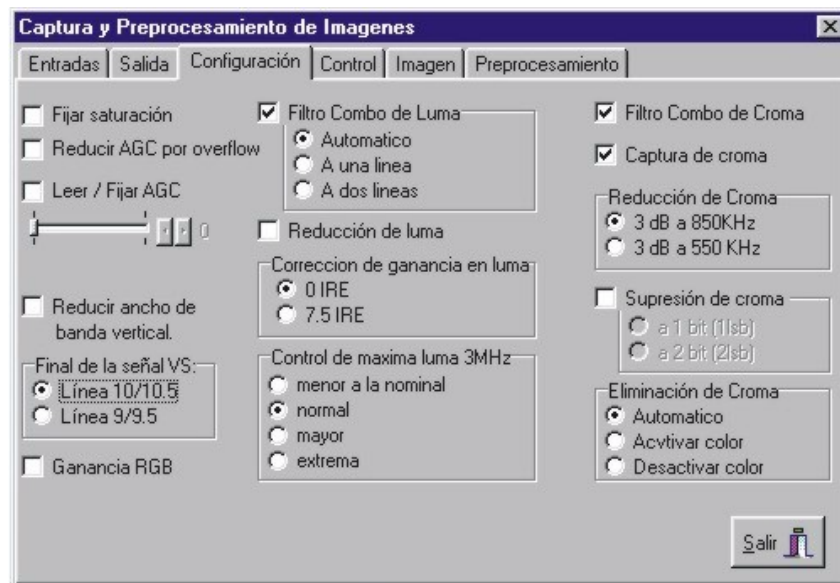 Captura y Preprocesamiento de Imagenes
Entradas Salida Configuración Control Imagen Preprocesamiento
Fijar saturación
Reducir AGC por overflow
Leer / Fijar AGC
0
Reducir ancho de
banda vertical.
Final de la señal VS:
Línea 10/10.5
Línea 9/9.5
Ganancia RGB
Filtro Combo de Luma
Automatico
A una linea
A dos lineas
Reducción de luma
Correccion de ganancia en luma
0 IRE
7.5 IRE
Control de maxima luma 3MHz
menor a la nominal
normal
mayor
extrema
Filtro Combo de Croma
Captura de croma
Reducción de Croma
3 dB a 850KHz
3 dB a 550 KHz
Supresión de croma
a 1 bit (1lsb)
a 2 bit (2lsb)
Eliminación de Croma
Automatico
Acvtivar color
Desactivar color
Salir